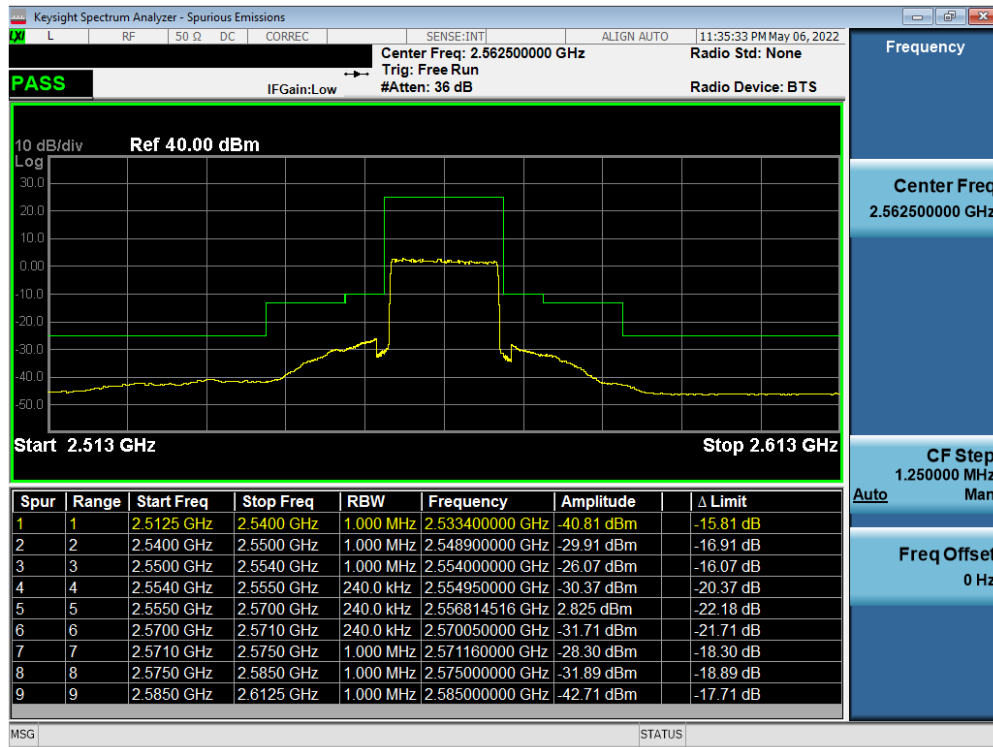 Keysight Spectrum Analyzer - Spurious Emissions
LXI L RF 50 Ω DC CORREC SENSE:INT ALIGN AUTO 11:35:33 PM May 06, 2022
Center Freq: 2.562500000 GHz Radio Std: None
Trig: Free Run
PASS IFGain:Low #Atten: 36 dB Radio Device: BTS
Frequency
10 dB/div Ref 40.00 dBm
Log
30.0
20.0
10.0
0.00
-10.0
-20.0
-30.0
-40.0
-50.0
Start 2.513 GHz Stop 2.613 GHz
Center Freq
2.562500000 GHz
CF Step
1.250000 MHz
Auto Man
Freq Offset
0 Hz
Spur Range Start Freq Stop Freq RBW Frequency Amplitude Δ Limit
1 1 2.5125 GHz 2.5400 GHz 1.000 MHz 2.533400000 GHz -40.81 dBm -15.81 dB
2 2 2.5400 GHz 2.5500 GHz 1.000 MHz 2.548900000 GHz -29.91 dBm -16.91 dB
3 3 2.5500 GHz 2.5540 GHz 1.000 MHz 2.554000000 GHz -26.07 dBm -16.07 dB
4 4 2.5540 GHz 2.5550 GHz 240.0 kHz 2.554950000 GHz -30.37 dBm -20.37 dB
5 5 2.5550 GHz 2.5700 GHz 240.0 kHz 2.556814516 GHz 2.825 dBm -22.18 dB
6 6 2.5700 GHz 2.5710 GHz 240.0 kHz 2.570050000 GHz -31.71 dBm -21.71 dB
7 7 2.5710 GHz 2.5750 GHz 1.000 MHz 2.571160000 GHz -28.30 dBm -18.30 dB
8 8 2.5750 GHz 2.5850 GHz 1.000 MHz 2.575000000 GHz -31.89 dBm -18.89 dB
9 9 2.5850 GHz 2.6125 GHz 1.000 MHz 2.585000000 GHz -42.71 dBm -17.71 dB
MSG STATUS